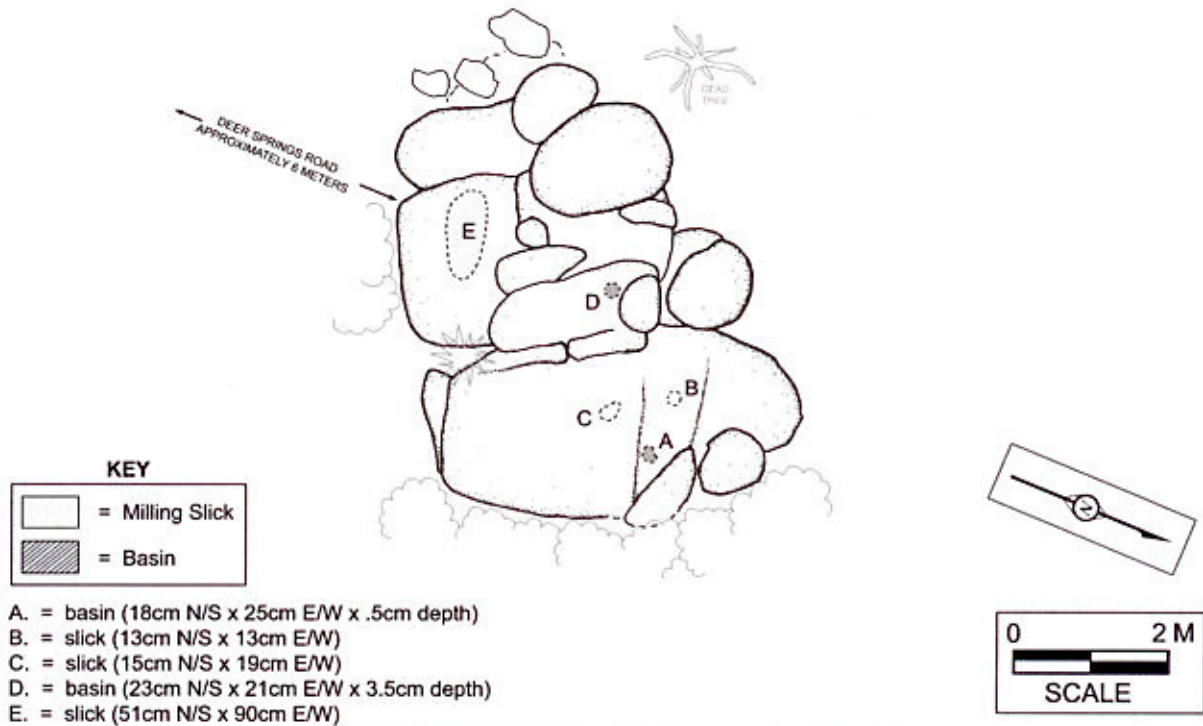 DEAD
TREE
DEER SPRINGS ROAD
APPROXIMATELY 6 METERS
E
D
B
C
A
KEY
= Milling Slick
= Basin
N
A. = basin (18cm N/S x 25cm E/W x .5cm depth)
B. = slick (13cm N/S x 13cm E/W)
C. = slick (15cm N/S x 19cm E/W)
D. = basin (23cm N/S x 21cm E/W x 3.5cm depth)
E. = slick (51cm N/S x 90cm E/W)
0 2 M
SCALE